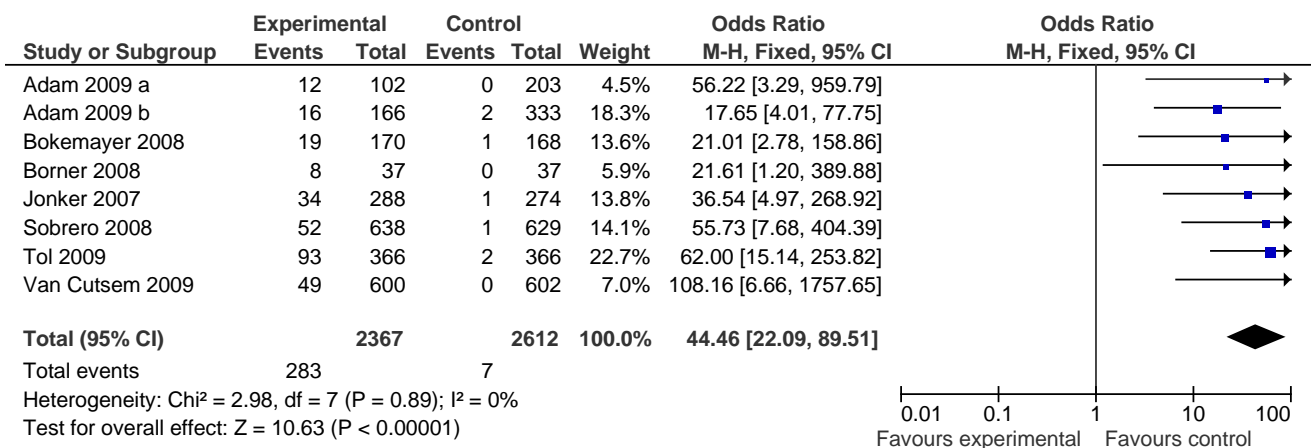 Experimental Control Odds Ratio Odds Ratio
Study or Subgroup Events Total Events Total Weight M-H, Fixed, 95% CI M-H, Fixed, 95% CI
Adam 2009 a 12 102 0 203 4.5% 56.22 [3.29, 959.79]
Adam 2009 b 16 166 2 333 18.3% 17.65 [4.01, 77.75]
Bokemayer 2008 19 170 1 168 13.6% 21.01 [2.78, 158.86]
Borner 2008 8 37 0 37 5.9% 21.61 [1.20, 389.88]
Jonker 2007 34 288 1 274 13.8% 36.54 [4.97, 268.92]
Sobrero 2008 52 638 1 629 14.1% 55.73 [7.68, 404.39]
Tol 2009 93 366 2 366 22.7% 62.00 [15.14, 253.82]
Van Cutsem 2009 49 600 0 602 7.0% 108.16 [6.66, 1757.65]
Total (95% CI) 2367 2612 100.0% 44.46 [22.09, 89.51]
Total events 283 7
Heterogeneity: Chi² = 2.98, df = 7 (P = 0.89); I² = 0%
Test for overall effect: Z = 10.63 (P < 0.00001)
0.01 0.1 1 10 100
Favours experimental Favours control